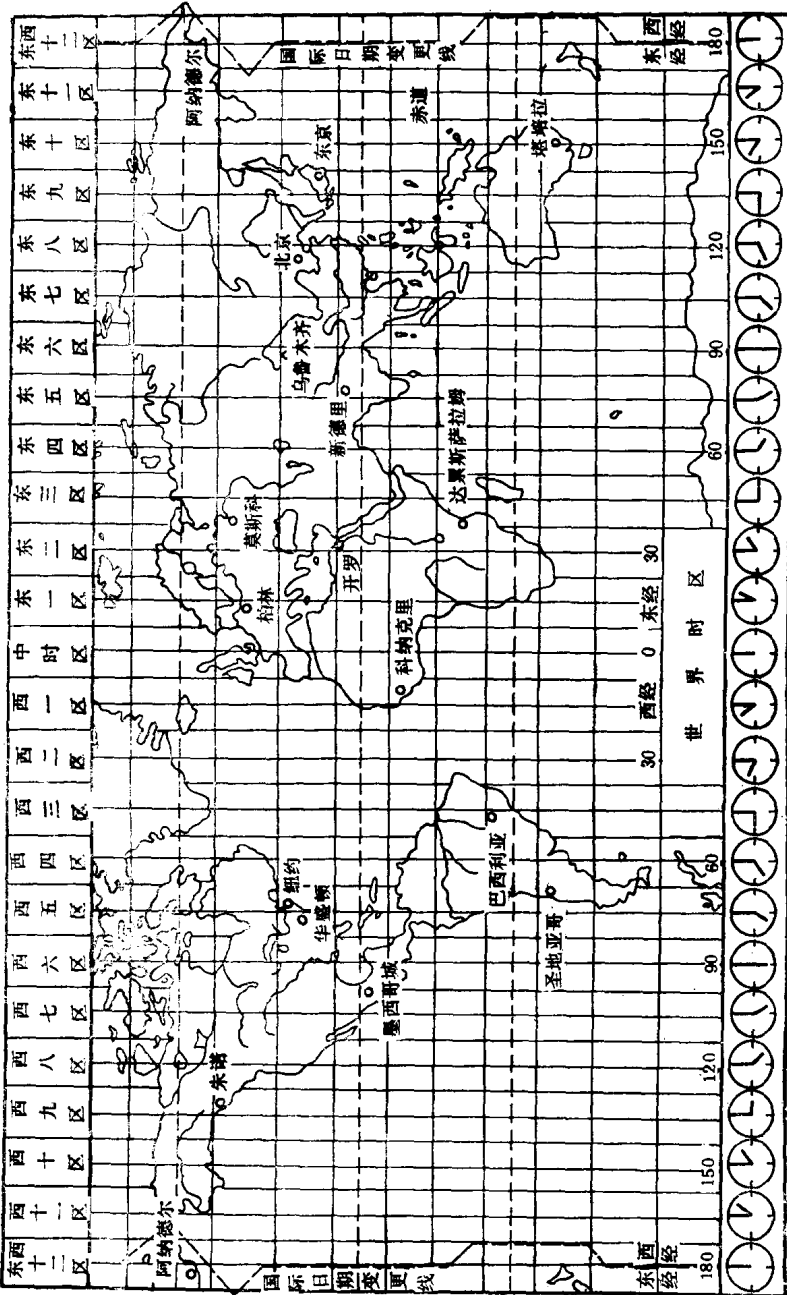 东西十二区
西十一区
西十区
西九区
西八区
西七区
西六区
西五区
西四区
西三区
西二区
西一区
中时区
东一区
东二区
东三区
东四区
东五区
东六区
东七区
东八区
东九区
东十区
东十一区
东西十二区
阿纳德尔
朱诺
纽约
华盛顿
墨西哥城
巴西利亚
圣地亚哥
柏林
莫斯科
开罗
科纳克里
达累斯萨拉姆
新德里
乌鲁木齐
北京
东京
阿纳德尔
赤道
堪培拉
国际日期变更线
国际日期变更线
30 西经 0 东经 30
世界时区
东经 西经
180 150 120 90 60
60 90 120 150 180
东经 西经